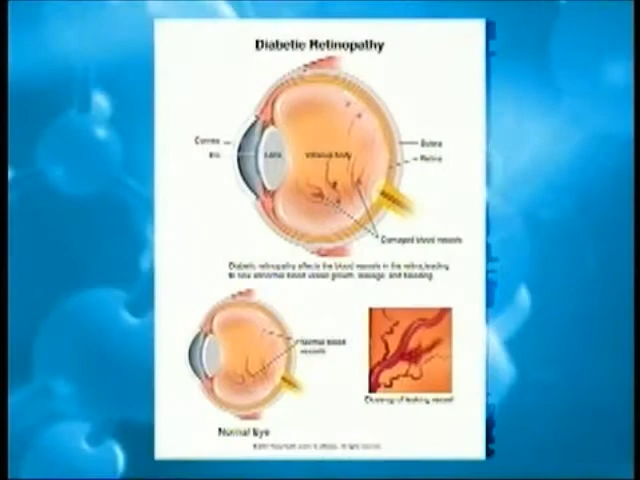 Diabetic Retinopathy
Cornea
Iris
Lens
Vitreous body
Sclera
Retina
Damaged blood vessels
Diabetic retinopathy affects the blood vessels in the retina, leading
to new abnormal blood vessel growth, leakage, and bleeding.
Normal blood
vessels
Close-up of leaking vessel
Normal Eye